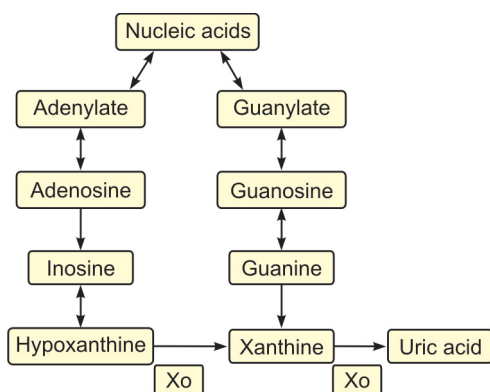 Nucleic acids
Adenylate
Guanylate
Adenosine
Guanosine
Inosine
Guanine
Hypoxanthine
Xanthine
Uric acid
Xo
Xo